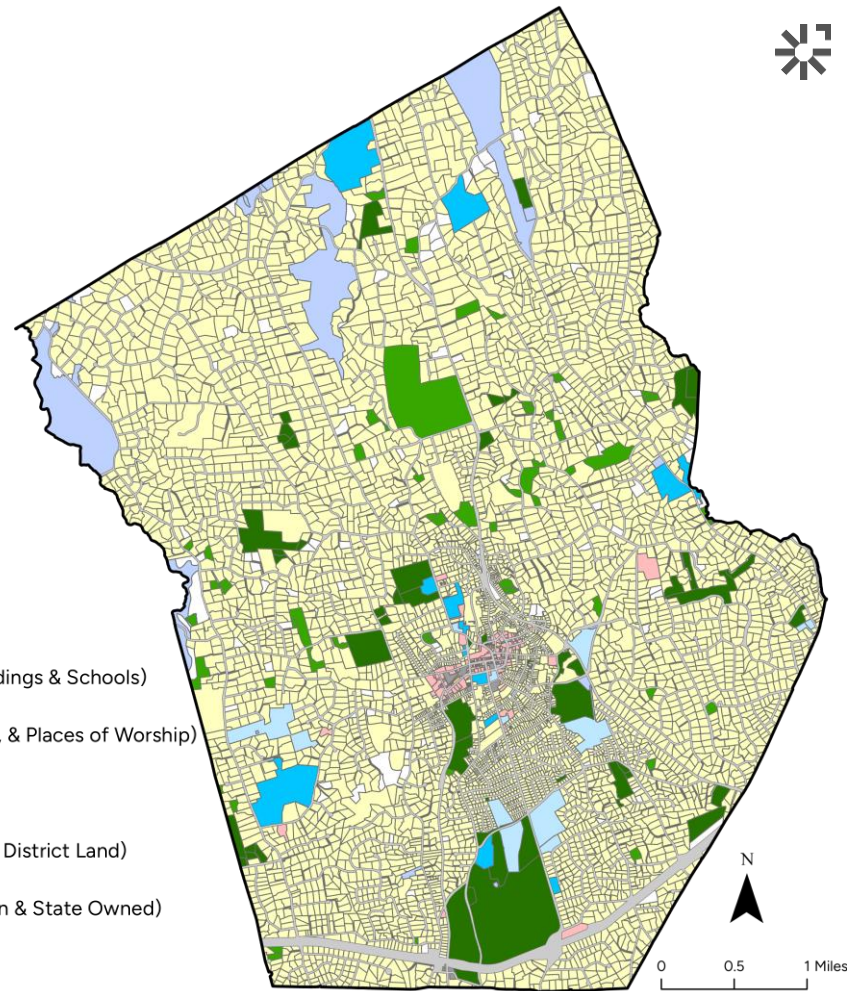 dings & Schools)
, & Places of Worship)
District Land)
n & State Owned)
N
0 0.5 1 Miles